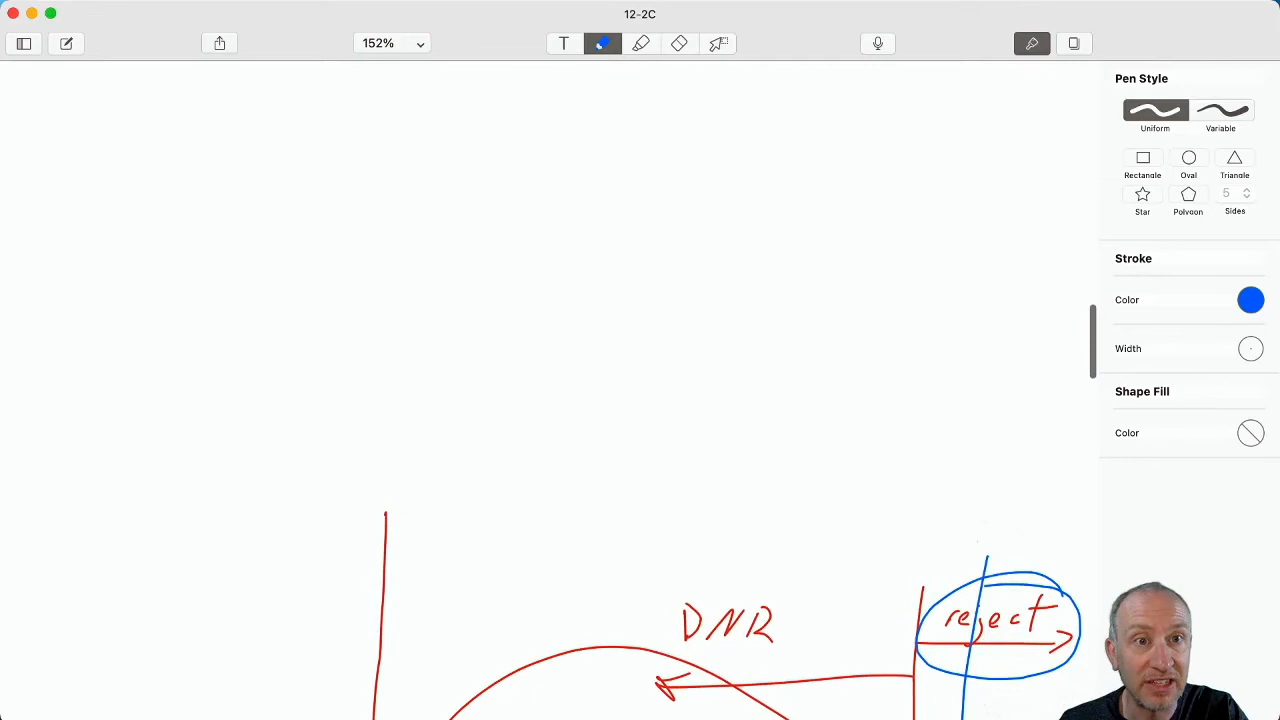 12-2C
152%
T
Pen Style
Uniform
Variable
Rectangle
Oval
Triangle
5
Star
Polygon
Sides
Stroke
Color
Width
Shape Fill
Color
DNR
reject